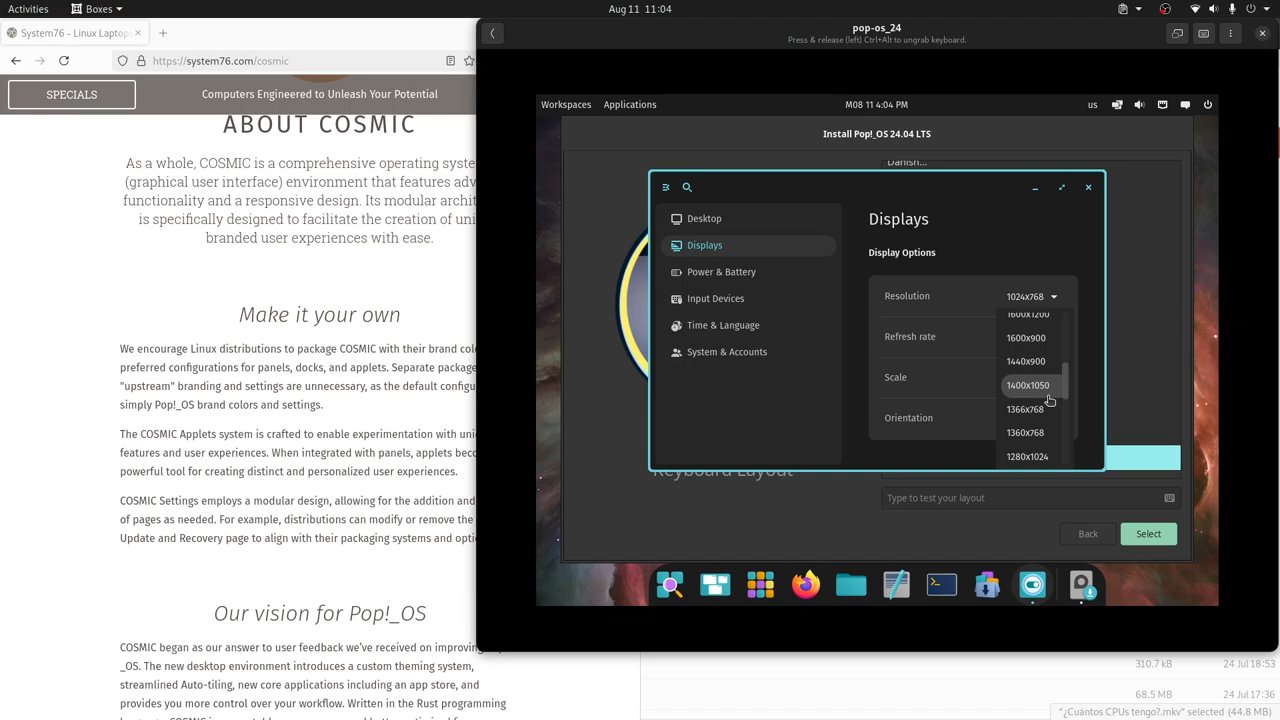 Activities
Boxes
Aug 11 11:04
System76 - Linux Laptops
https://system76.com/cosmic
SPECIALS
Computers Engineered to Unleash Your Potential
ABOUT COSMIC
As a whole, COSMIC is a comprehensive operating
(graphical user interface) environment that features
functionality and a responsive design. Its modular
is specifically designed to facilitate the creation of
branded user experiences with ease.
Make it your own
We encourage Linux distributions to package COSMIC with their brand
preferred configurations for panels, docks, and applets. Separate
"upstream" branding and settings are unnecessary, as the default
simply Pop!_OS brand colors and settings.
The COSMIC Applets system is crafted to enable experimentation with
features and user experiences. When integrated with panels, applets
powerful tool for creating distinct and personalized user experiences.
COSMIC Settings employs a modular design, allowing for the addition and
of pages as needed. For example, distributions can modify or remove the
Update and Recovery page to align with their packaging systems and
Our vision for Pop!_OS
COSMIC began as our answer to user feedback we've received on improving
_OS. The new desktop environment introduces a custom theming system,
streamlined Auto-tiling, new core applications including an app store, and
provides you more control over your workflow. Written in the Rust programming
pop-os_24
Press & release (left) Ctrl+Alt to ungrab keyboard.
Workspaces
Applications
M08 11 4:04 PM
us
Install Pop!_OS 24.04 LTS
Danish...
Desktop
Displays
Power & Battery
Input Devices
Time & Language
System & Accounts
Displays
Display Options
Resolution
1024x768
1600x1200
Refresh rate
1600x900
1440x900
Scale
1400x1050
1366x768
Orientation
1360x768
1280x1024
Keyboard Layout
Type to test your layout
Back
Select
310.7 kB
24 Jul 18:53
68.5 MB
24 Jul 17:36
"¿Cuántos CPUs tengo?.mkv" selected (44.8 MB)